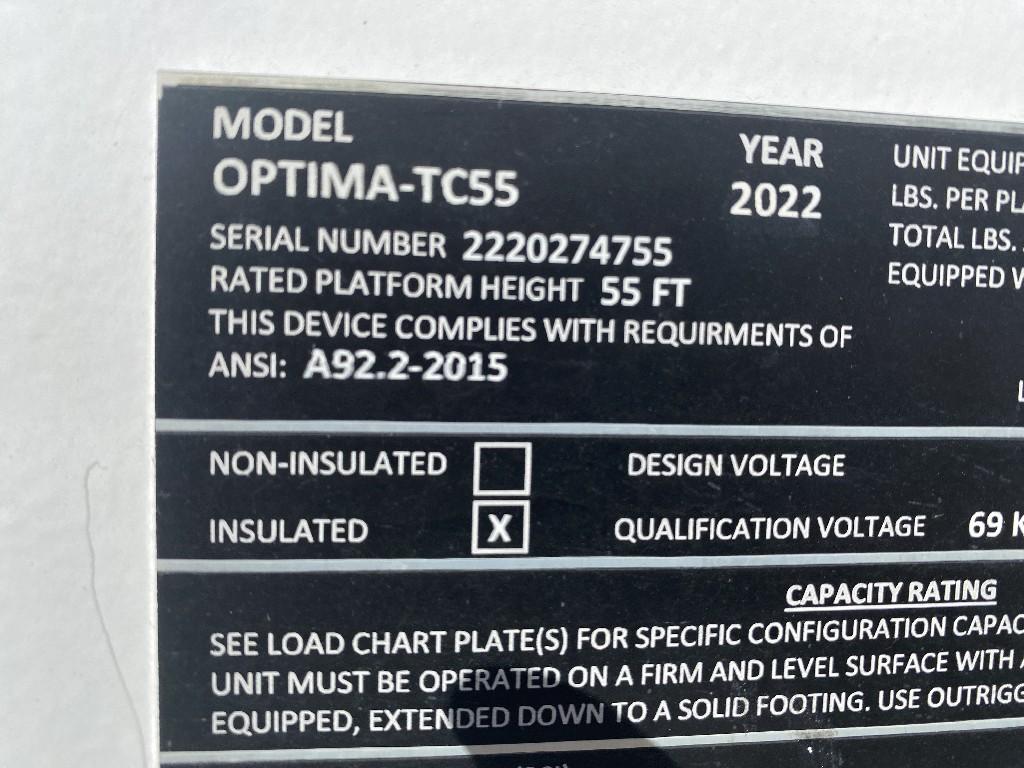 MODEL
OPTIMA-TC55
YEAR
2022
SERIAL NUMBER 2220274755
RATED PLATFORM HEIGHT 55 FT
THIS DEVICE COMPLIES WITH REQUIRMENTS OF
ANSI: A92.2-2015
UNIT EQUIP
LBS. PER PLA
TOTAL LBS.
EQUIPPED
NON-INSULATED
INSULATED X
DESIGN VOLTAGE
QUALIFICATION VOLTAGE 69 K
CAPACITY RATING
SEE LOAD CHART PLATE(S) FOR SPECIFIC CONFIGURATION CAPAC
UNIT MUST BE OPERATED ON A FIRM AND LEVEL SURFACE WITH
EQUIPPED, EXTENDED DOWN TO A SOLID FOOTING. USE OUTRIGG